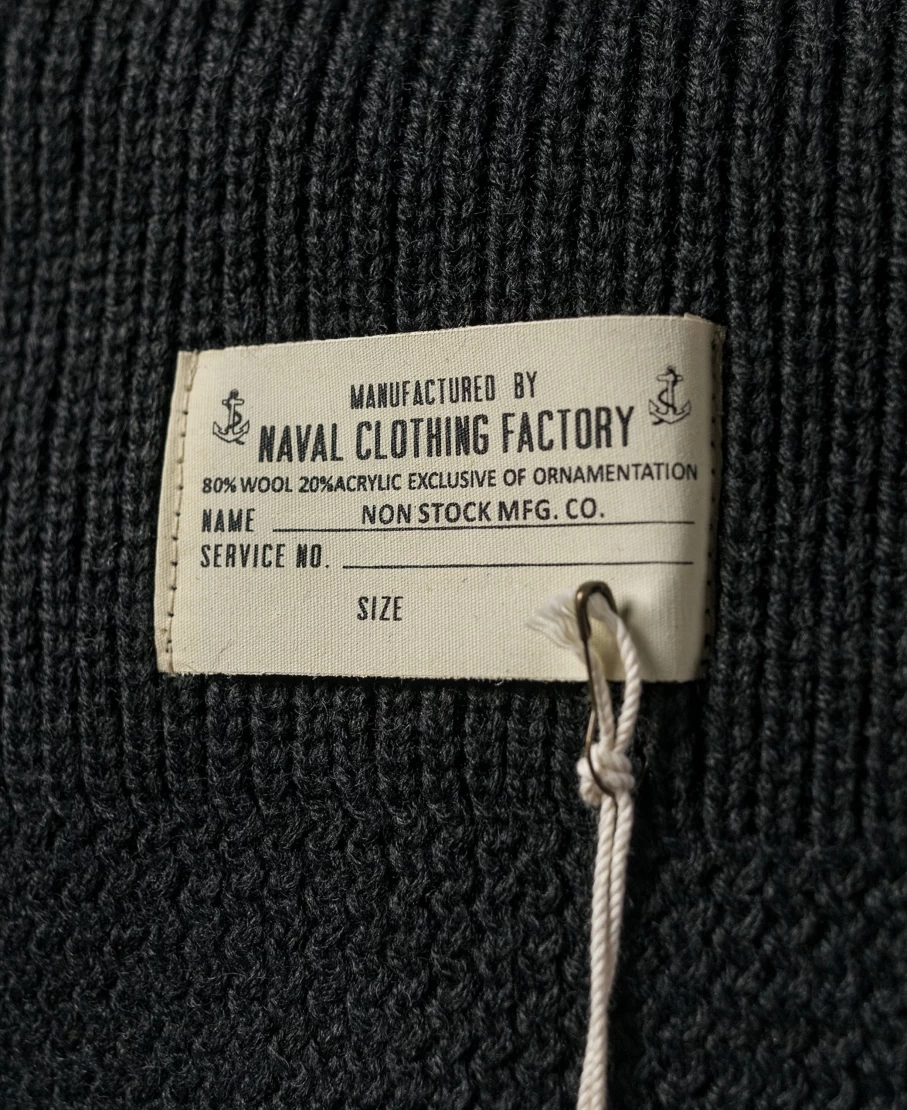 MANUFACTURED BY
NAVAL CLOTHING FACTORY
80% WOOL 20%ACRYLIC EXCLUSIVE OF ORNAMENTATION
NAME NON STOCK MFG. CO.
SERVICE NO.
SIZE